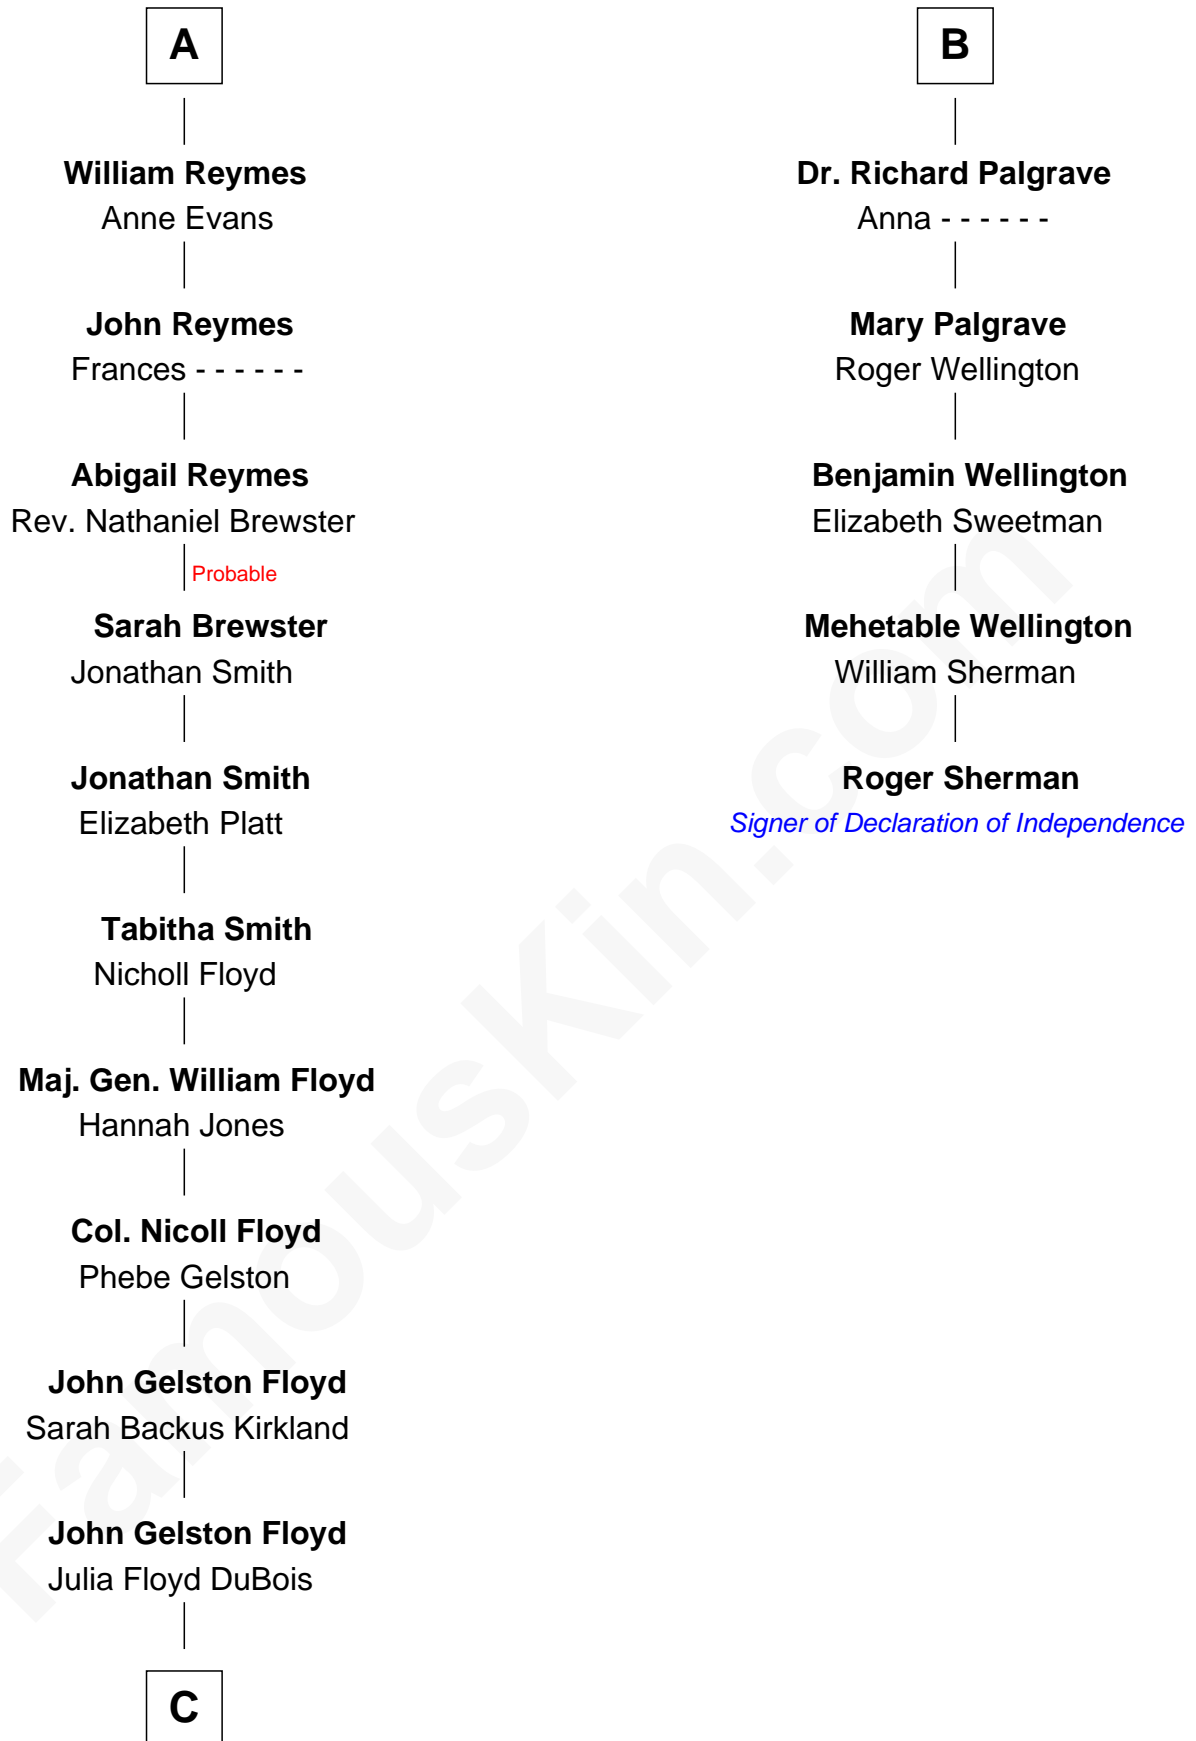 A
William Reymes
Anne Evans
John Reymes
Frances - - - - - -
Abigail Reymes
Rev. Nathaniel Brewster
Probable
Sarah Brewster
Jonathan Smith
Jonathan Smith
Elizabeth Platt
Tabitha Smith
Nicholl Floyd
Maj. Gen. William Floyd
Hannah Jones
Col. Nicoll Floyd
Phebe Gelston
John Gelston Floyd
Sarah Backus Kirkland
John Gelston Floyd
Julia Floyd DuBois
C
B
Dr. Richard Palgrave
Anna - - - - - -
Mary Palgrave
Roger Wellington
Benjamin Wellington
Elizabeth Sweetman
Mehetable Wellington
William Sherman
Roger Sherman
Signer of Declaration of Independence
FamousKin.com